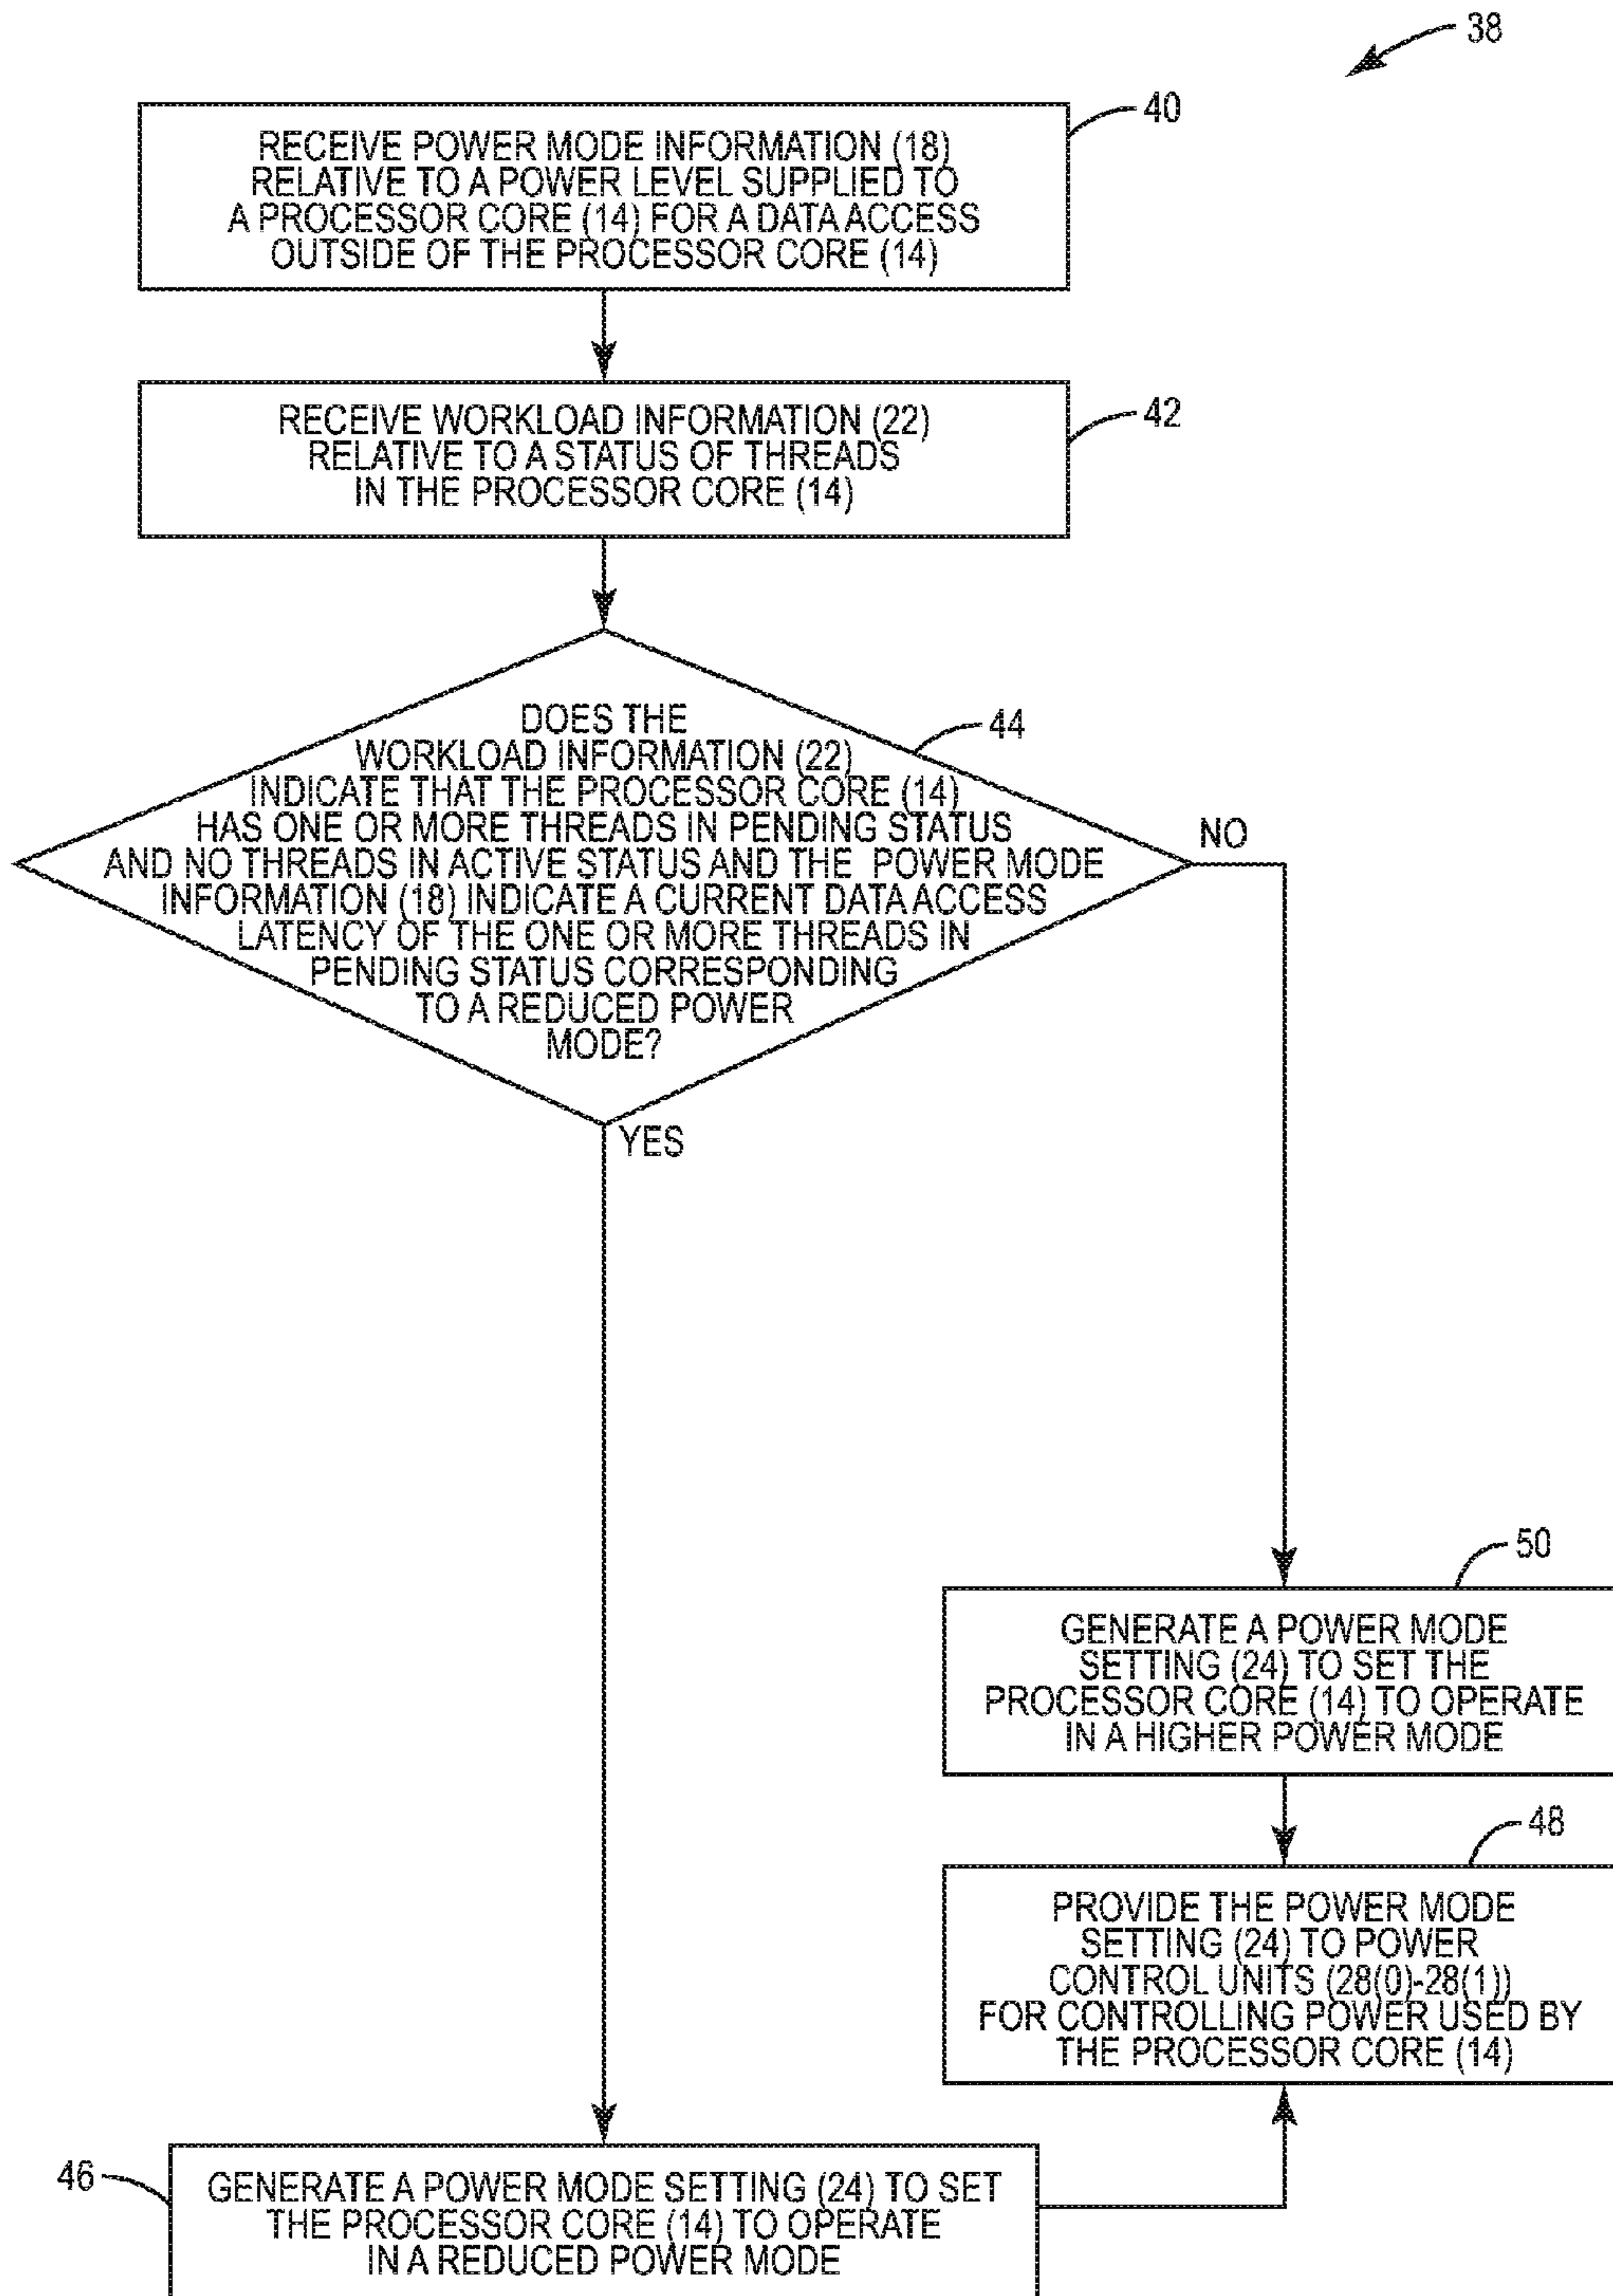 38
40
RECEIVE POWER MODE INFORMATION (18)
RELATIVE TO A POWER LEVEL SUPPLIED TO
A PROCESSOR CORE (14) FOR A DATA ACCESS
OUTSIDE OF THE PROCESSOR CORE (14)
42
RECEIVE WORKLOAD INFORMATION (22)
RELATIVE TO A STATUS OF THREADS
IN THE PROCESSOR CORE (14)
44
DOES THE
WORKLOAD INFORMATION (22)
INDICATE THAT THE PROCESSOR CORE (14)
HAS ONE OR MORE THREADS IN PENDING STATUS
AND NO THREADS IN ACTIVE STATUS AND THE POWER MODE
INFORMATION (18) INDICATE A CURRENT DATA ACCESS
LATENCY OF THE ONE OR MORE THREADS IN
PENDING STATUS CORRESPONDING
TO A REDUCED POWER
MODE?
NO
YES
50
GENERATE A POWER MODE
SETTING (24) TO SET THE
PROCESSOR CORE (14) TO OPERATE
IN A HIGHER POWER MODE
48
PROVIDE THE POWER MODE
SETTING (24) TO POWER
CONTROL UNITS (28(0)-28(1))
FOR CONTROLLING POWER USED BY
THE PROCESSOR CORE (14)
46
GENERATE A POWER MODE SETTING (24) TO SET
THE PROCESSOR CORE (14) TO OPERATE
IN A REDUCED POWER MODE